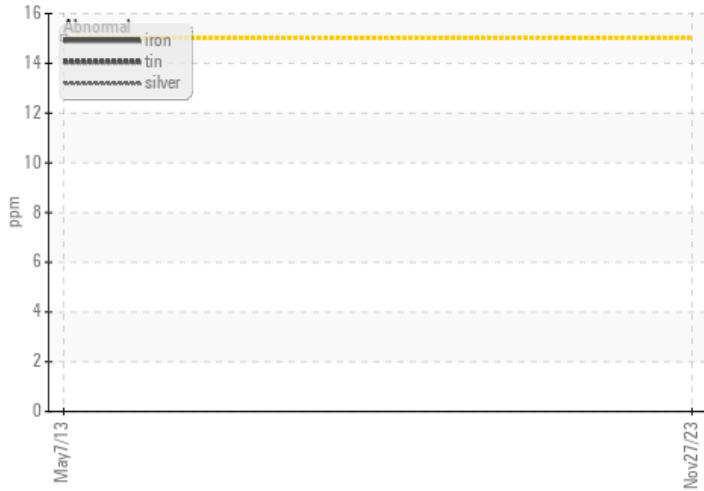 16
14
12
10
8
6
4
2
0
ppm
Abnormal
iron
tin
silver
May7/13
Nov27/23